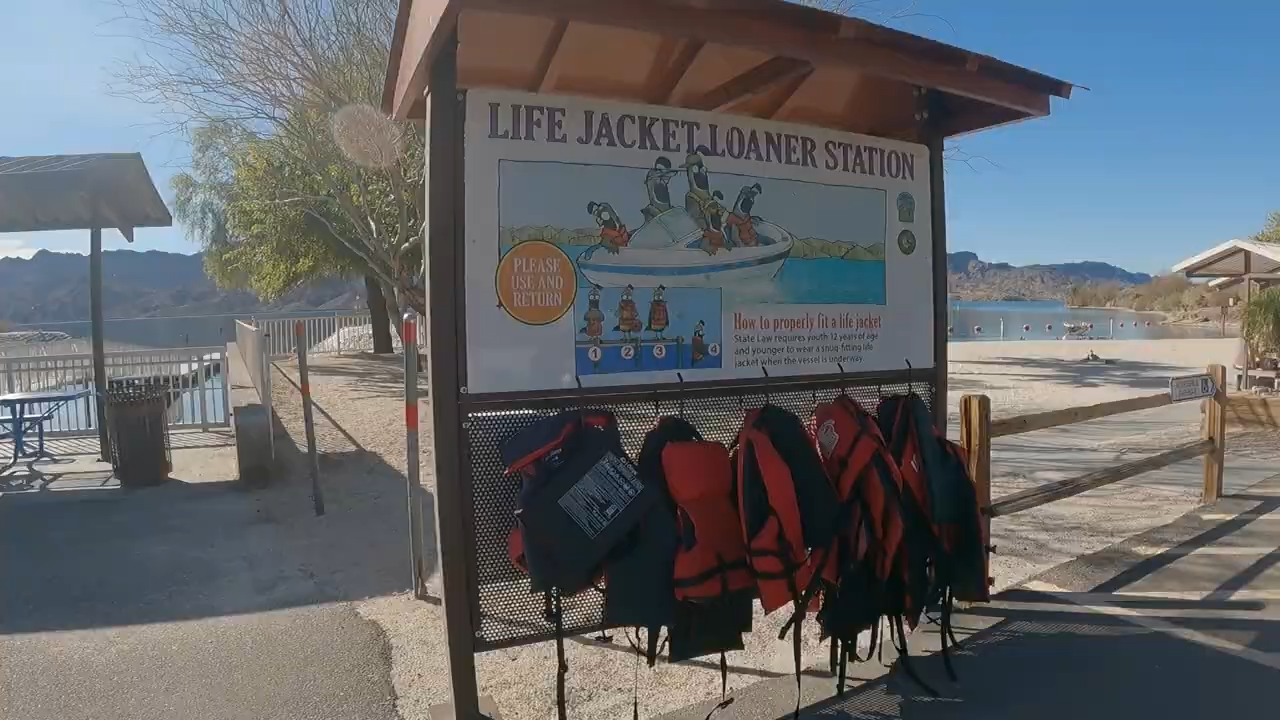 LIFE JACKET LOANER STATION
PLEASE
USE AND
RETURN
1 2 3 4
How to properly fit a life jacket
State Law requires youth 12 years of age
and younger to wear a snug-fitting life
jacket when the vessel is underway.